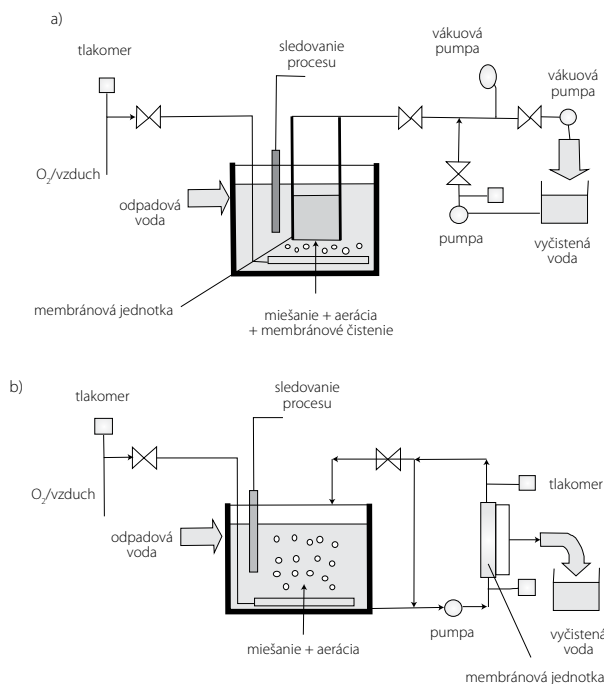 a)
tlakomer
sledovanie
procesu
vákuová
pumpa
vákuová
pumpa
O2/vzduch
odpadová
voda
pumpa
vyčistená
voda
membránová jednotka
miešanie + aerácia
+ membránové čistenie
b)
tlakomer
sledovanie
procesu
tlakomer
O2/vzduch
odpadová
voda
pumpa
miešanie + aerácia
vyčistená
voda
membránová jednotka